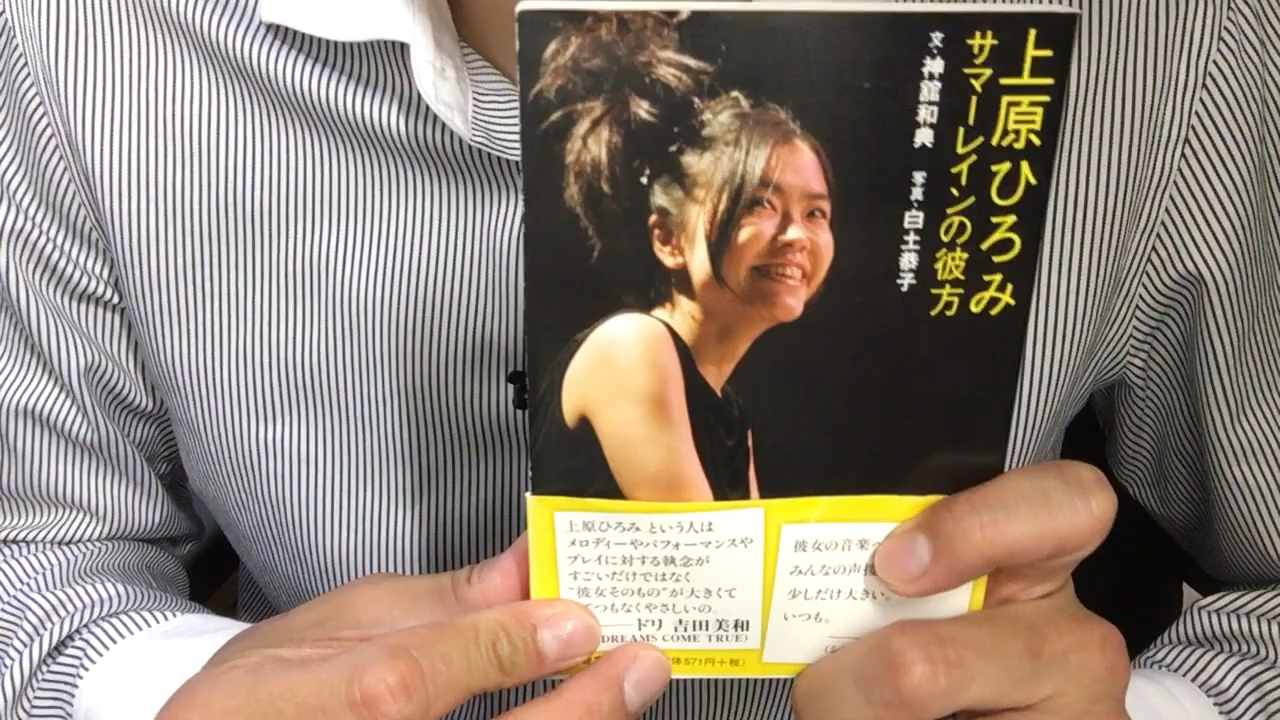 上原ひろみ
サマーレインの彼方
文・神舘和典
写真・白土恭子
上原ひろみ という人は
メロディーやパフォーマンスや
プレイに対する執念が
すごいだけではなく
“彼女そのもの”が大きくて
てつもなくやさしいの。
──ドリ 吉田美和
DREAMS COME TRUE)
体571円+税)
彼女の音楽
みんなの声援
少しだけ大きい。
いつも。